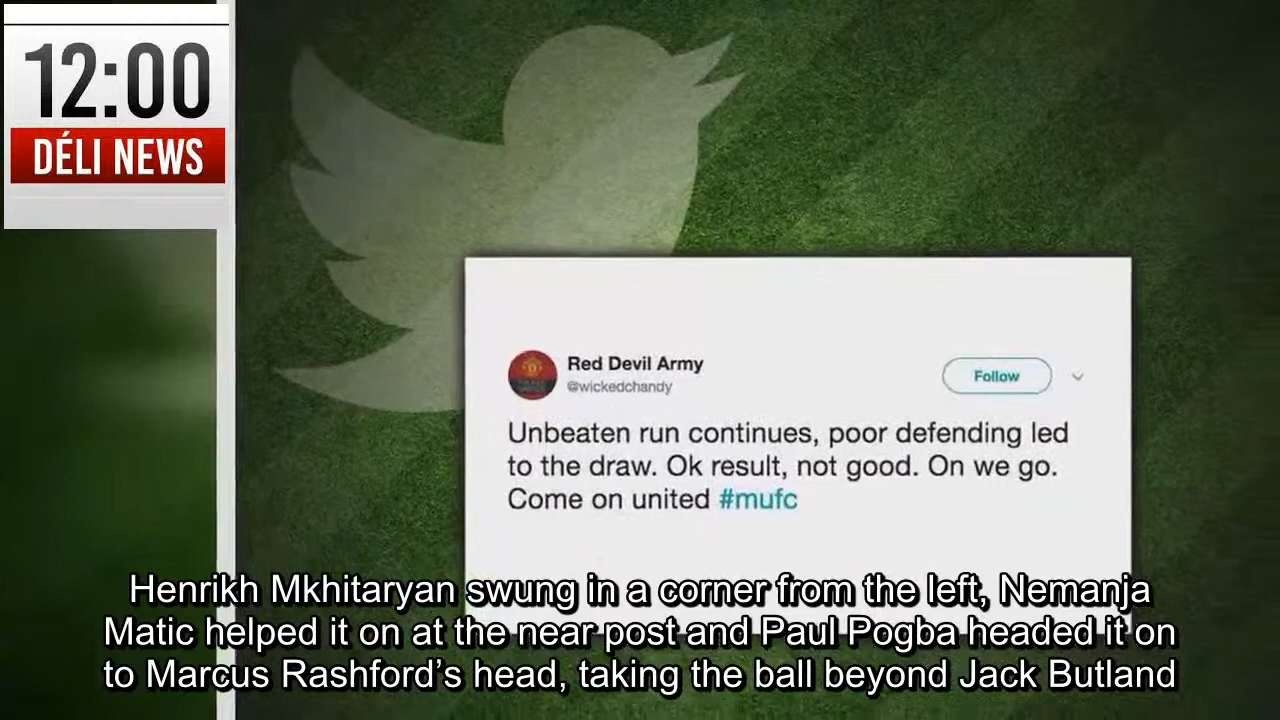 12:00
DÉLI NEWS
Red Devil Army
@wickedchandy
Follow
Unbeaten run continues, poor defending led
to the draw. Ok result, not good. On we go.
Come on united #mufc
Henrikh Mkhitaryan swung in a corner from the left, Nemanja
Matic helped it on at the near post and Paul Pogba headed it on
to Marcus Rashford’s head, taking the ball beyond Jack Butland